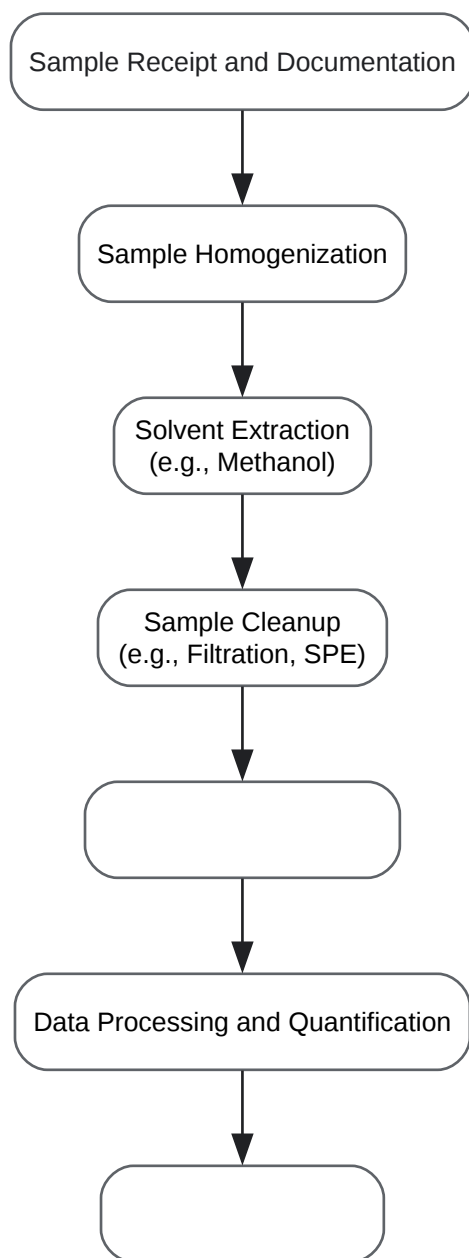 Sample Receipt and Documentation
Sample Homogenization
Solvent Extraction
(e.g., Methanol)
Sample Cleanup
(e.g., Filtration, SPE)
Data Processing and Quantification